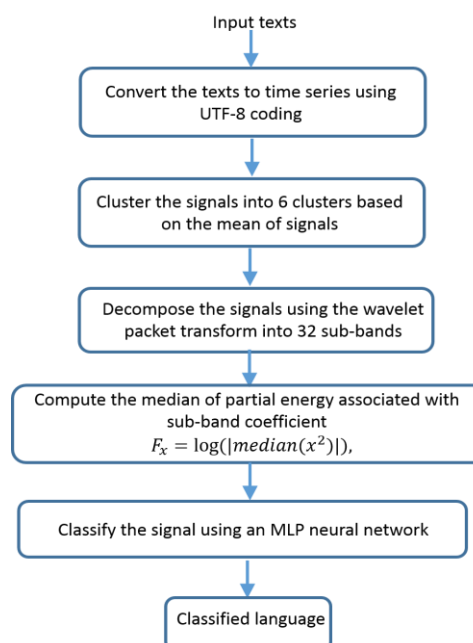 Input texts
Convert the texts to time series using
UTF-8 coding
Cluster the signals into 6 clusters based
on the mean of signals
Decompose the signals using the wavelet
packet transform into 32 sub-bands
Compute the median of partial energy associated with
sub-band coefficient
Fₓ = log(|median(x²)|),
Classify the signal using an MLP neural network
Classified language